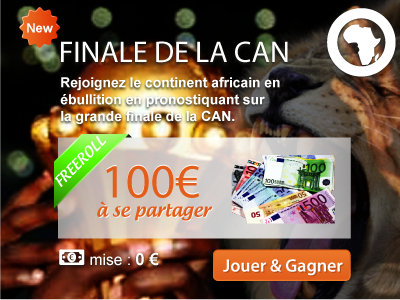 New
FINALE DE LA CAN
Rejoignez le continent africain en
ébullition en pronostiquant sur
la grande finale de la CAN.
FREEROLL
100€
à se partager
mise : 0 €
Jouer & Gagner